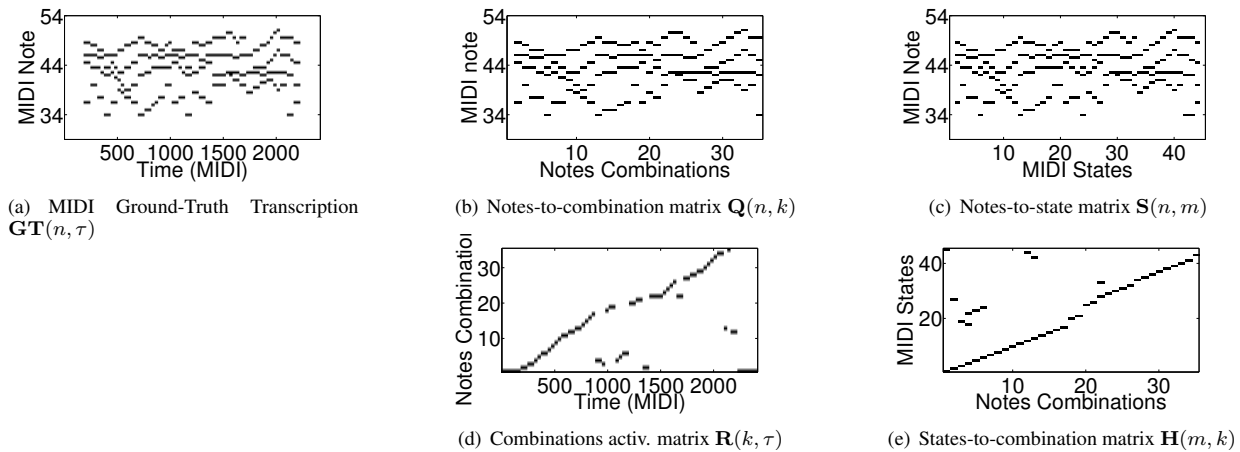 54
44
34
MIDI Note
500 1000 1500 2000
Time (MIDI)
(a) MIDI Ground-Truth Transcription
GT(n, τ)
54
44
34
MIDI note
10 20 30
Notes Combinations
(b) Notes-to-combination matrix Q(n, k)
54
44
34
MIDI Note
10 20 30 40
MIDI States
(c) Notes-to-state matrix S(n, m)
30
20
10
Notes Combination
500 1000 1500 2000
Time (MIDI)
(d) Combinations activ. matrix R(k, τ)
40
20
MIDI States
10 20 30
Notes Combinations
(e) States-to-combination matrix H(m, k)